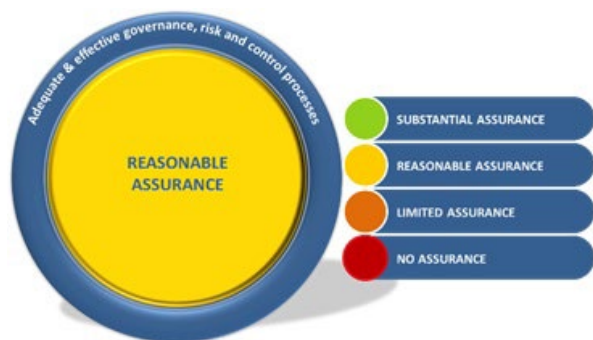 Adequate & effective governance, risk and control processes
REASONABLE
ASSURANCE
SUBSTANTIAL ASSURANCE
REASONABLE ASSURANCE
LIMITED ASSURANCE
NO ASSURANCE